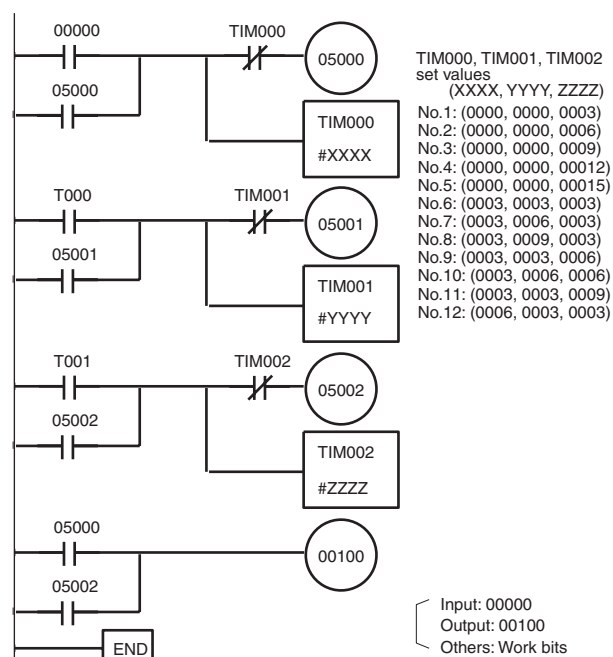 00000
TIM000
05000
05000
TIM000
#XXXX
T000
TIM001
05001
05001
TIM001
#YYYY
T001
TIM002
05002
05002
TIM002
#ZZZZ
05000
00100
05002
END
TIM000, TIM001, TIM002
set values
(XXXX, YYYY, ZZZZ)
No.1: (0000, 0000, 0003)
No.2: (0000, 0000, 0006)
No.3: (0000, 0000, 0009)
No.4: (0000, 0000, 00012)
No.5: (0000, 0000, 00015)
No.6: (0003, 0003, 0003)
No.7: (0003, 0006, 0003)
No.8: (0003, 0009, 0003)
No.9: (0003, 0003, 0006)
No.10: (0003, 0006, 0006)
No.11: (0003, 0003, 0009)
No.12: (0006, 0003, 0003)
Input: 00000
Output: 00100
Others: Work bits